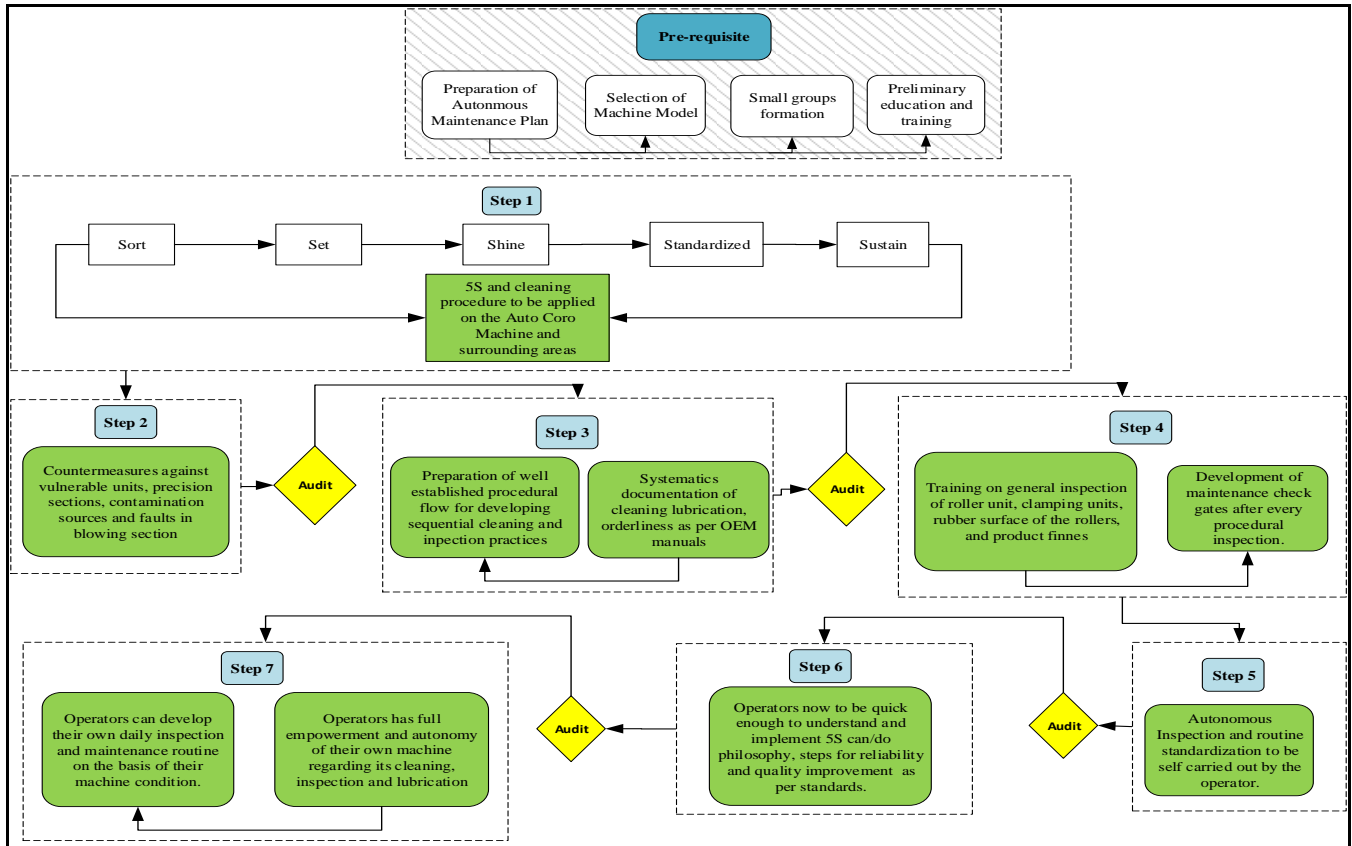 Pre-requisite
Preparation of
Autonmous
Maintenance Plan
Selection of
Machine Model
Small groups
formation
Preliminary
education and
training
Step 1
Sort
Set
Shine
Standardized
Sustain
5S and cleaning
procedure to be applied
on the Auto Coro
Machine and
surrounding areas
Step 2
Countermeasures against
vulnerable units, precision
sections, contamination
sources and faults in
blowing section
Audit
Step 3
Preparation of well
established procedural
flow for developing
sequential cleaning and
inpection practices
Systematics
documentation of
cleaning lubrication,
orderliness as per OEM
manuals
Audit
Step 4
Training on general inspection
of roller unit, clamping units,
rubber surface of the rollers,
and product finnes
Development of
maintenance check
gates after every
procedural
inspection.
Step 5
Autonomous
Inspection and routine
standardization to be
self carried out by the
operator.
Audit
Step 6
Operators now to be quick
enough to understand and
implement 5S can/do
philosophy, steps for reliability
and quality improvement as
per standards.
Audit
Step 7
Operators can develop
their own daily inspection
and maintenance routine
on the basis of their
machine condition.
Operators has full
empowerment and autonomy
of their own machine
regarding its cleaning,
inspection and lubrication